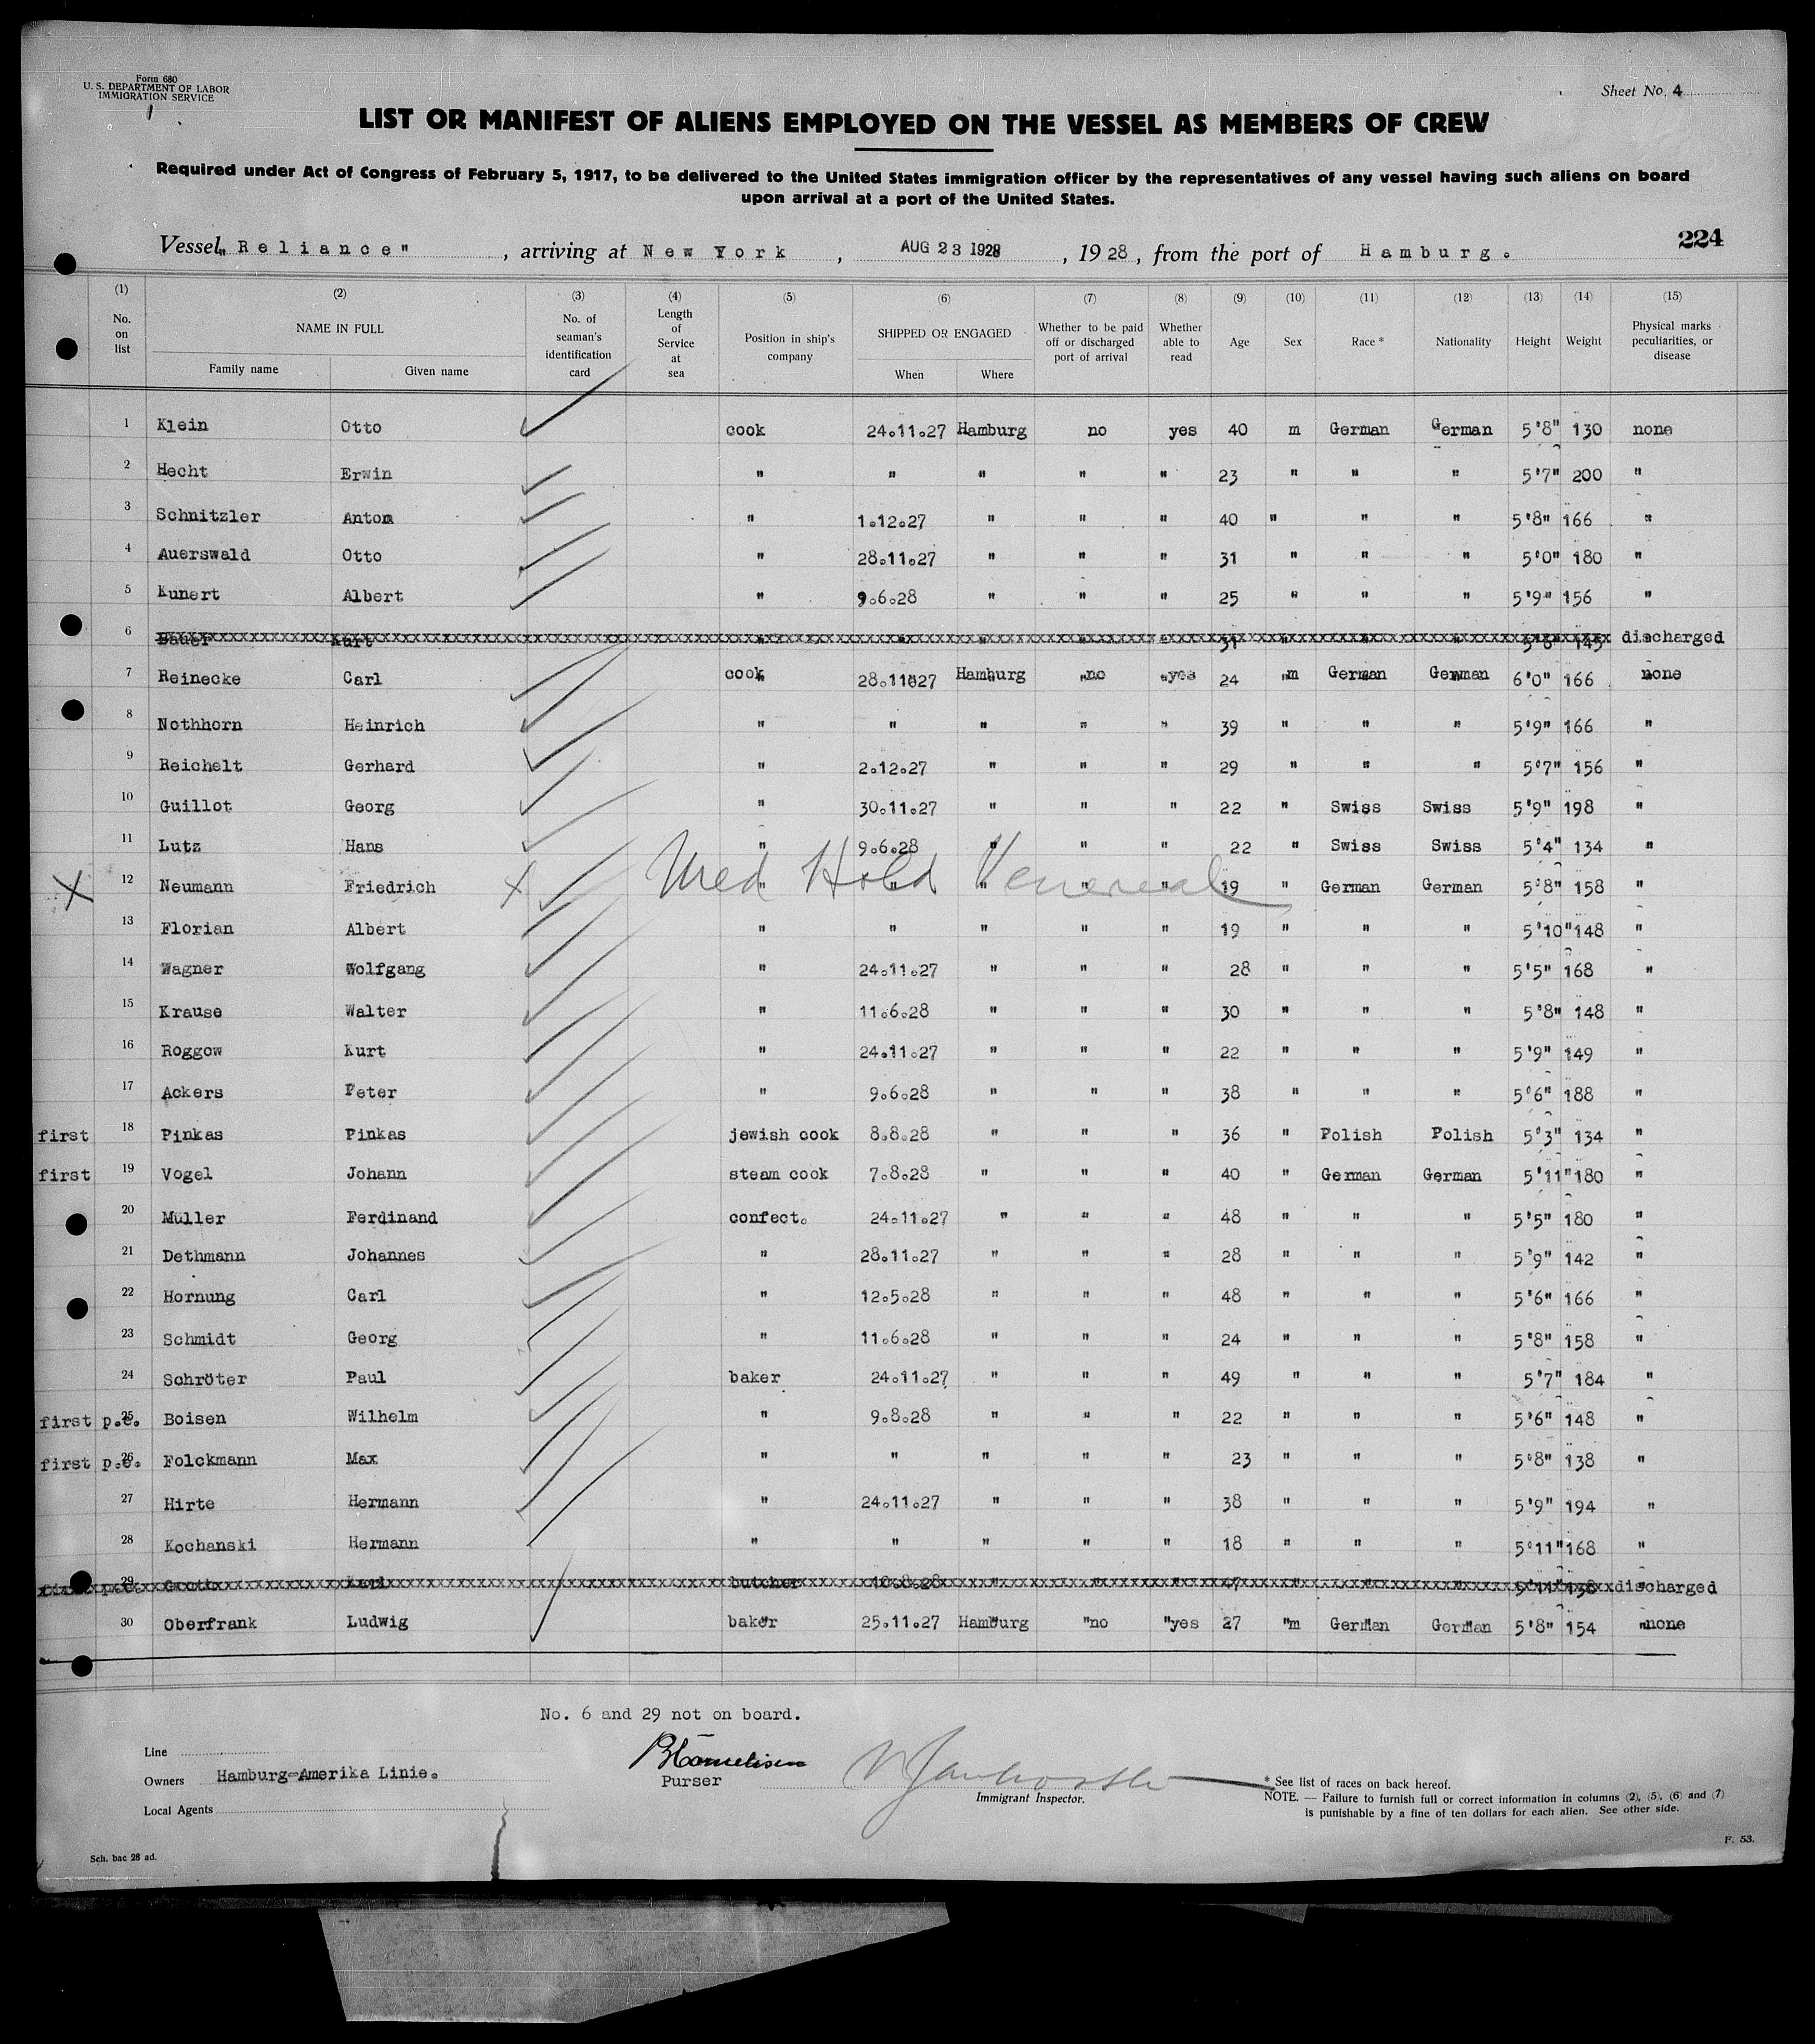 Form 680
U. S. DEPARTMENT OF LABOR
IMMIGRATION SERVICE
Sheet No. 4
LIST OR MANIFEST OF ALIENS EMPLOYED ON THE VESSEL AS MEMBERS OF CREW
Required under Act of Congress of February 5, 1917, to be delivered to the United States immigration officer by the representatives of any vessel having such aliens on board
upon arrival at a port of the United States.
224
Vessel "Reliance", arriving at New York, AUG 23 1928, 1928, from the port of Hamburg.
(1) (2) (3) (4) (5) (6) (7) (8) (9) (10) (11) (12) (13) (14) (15)
No. on list NAME IN FULL Family name Given name No. of seaman's identification card Length of Service at sea Position in ship's company SHIPPED OR ENGAGED When Where Whether to be paid off or discharged port of arrival Whether able to read Age Sex Race * Nationality Height Weight Physical marks peculiarities, or disease
1 Klein Otto cook 24.11.27 Hamburg no yes 40 m German German 5'8" 130 none
2 Hecht Erwin " " " " " 23 " " " 5'7" 200 "
3 Schnitzler Anton " 1.12.27 " " " 40 " " " 5'8" 166 "
4 Auerswald Otto " 28.11.27 " " " 31 " " " 5'0" 180 "
5 Kunert Albert " 9.6.28 " " " 25 " " " 5'9" 156 "
6 Bauer Kurt " " " " " 31 " " " 5'8" 145 discharged
7 Reinecke Carl cook 28.11.27 Hamburg no yes 24 m German German 6'0" 166 none
8 Nothhorn Heinrich " " " " " 39 " " " 5'9" 166 "
9 Reichelt Gerhard " 2.12.27 " " " 29 " " " 5'7" 156 "
10 Guillot Georg " 30.11.27 " " " 22 " Swiss Swiss 5'9" 198 "
11 Lutz Hans " 9.6.28 " " " 22 " Swiss Swiss 5'4" 134 "
X 12 Neumann Friedrich X Med Hold Venereal " " " 19 " German German 5'8" 158 "
13 Florian Albert " " " " " 19 " " " 5'10" 148 "
14 Wagner Wolfgang " 24.11.27 " " " 28 " " " 5'5" 168 "
15 Krause Walter " 11.6.28 " " " 30 " " " 5'8" 148 "
16 Roggow Kurt " 24.11.27 " " " 22 " " " 5'9" 149 "
17 Ackers Peter " 9.6.28 " " " 38 " " " 5'6" 188 "
first 18 Pinkas Pinkas jewish cook 8.8.28 " " " 36 " Polish Polish 5'3" 134 "
first 19 Vogel Johann steam cook 7.8.28 " " " 40 " German German 5'11" 180 "
20 Müller Ferdinand confect. 24.11.27 " " " 48 " " " 5'5" 180 "
21 Dethmann Johannes " 28.11.27 " " " 28 " " " 5'9" 142 "
22 Hornung Carl " 12.5.28 " " " 48 " " " 5'6" 166 "
23 Schmidt Georg " 11.6.28 " " " 24 " " " 5'8" 158 "
24 Schröter Paul baker 24.11.27 " " " 49 " " " 5'7" 184 "
first p.e. 25 Boisen Wilhelm " 9.8.28 " " " 22 " " " 5'6" 148 "
first p.e. 26 Folckmann Max " " " " " 23 " " " 5'8" 138 "
27 Hirte Hermann " 24.11.27 " " " 38 " " " 5'9" 194 "
28 Kochanski Hermann " " " " " 18 " " " 5'11" 168 "
29 Karl butcher 10.8.28 " " " 47 " " " 5'11" 138 discharged
30 Oberfrank Ludwig baker 25.11.27 Hamburg no yes 27 m German German 5'8" 154 none
No. 6 and 29 not on board.
Line
Owners Hamburg-Amerika Linie.
Local Agents
Purser
Immigrant Inspector.
* See list of races on back hereof.
NOTE. — Failure to furnish full or correct information in columns (2), (5), (6) and (7)
is punishable by a fine of ten dollars for each alien. See other side.
F. 53.
Sch. bac 28 ad.